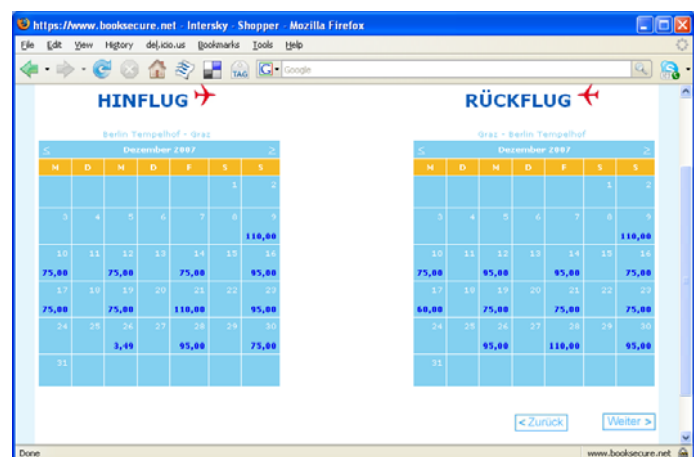 https://www.booksecure.net - Intersky - Shopper - Mozilla Firefox
File Edit View History del.icio.us Bookmarks Tools Help
TAG G Google
HINFLUG
Berlin Tempelhof - Graz
< Dezember 2007 >
M D M D F S S
1 2
3 4 5 6 7 8 9
110,00
10 11 12 13 14 15 16
75,00 75,00 75,00 95,00
17 18 19 20 21 22 23
75,00 75,00 110,00 95,00
24 25 26 27 28 29 30
3,49 95,00 75,00
31
RÜCKFLUG
Graz - Berlin Tempelhof
< Dezember 2007 >
M D M D F S S
1 2
3 4 5 6 7 8 9
110,00
10 11 12 13 14 15 16
75,00 95,00 95,00 75,00
17 18 19 20 21 22 23
60,00 75,00 75,00 75,00
24 25 26 27 28 29 30
95,00 110,00 95,00
31
< Zurück Weiter >
Done www.booksecure.net